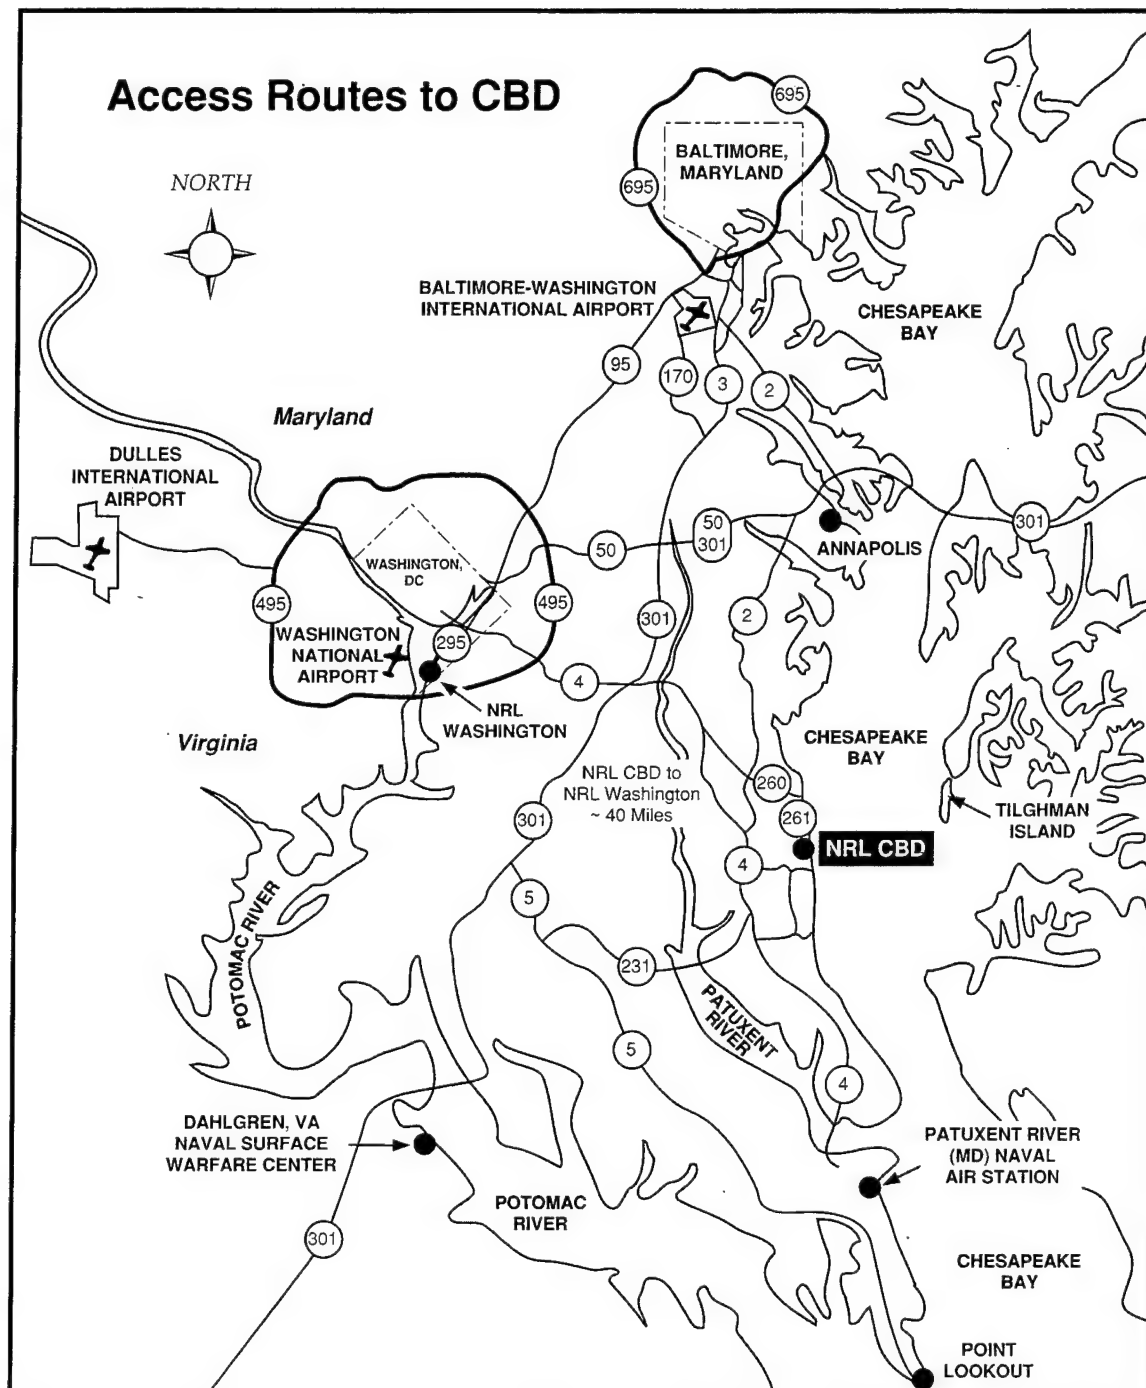 Access Routes to CBD
NORTH
695
BALTIMORE,
MARYLAND
695
BALTIMORE-WASHINGTON
INTERNATIONAL AIRPORT
CHESAPEAKE
BAY
95
170
3
2
Maryland
DULLES
INTERNATIONAL
AIRPORT
50
50
301
301
ANNAPOLIS
WASHINGTON,
DC
495
495
301
2
WASHINGTON
NATIONAL
AIRPORT
295
4
NRL
WASHINGTON
Virginia
CHESAPEAKE
BAY
NRL CBD to
NRL Washington
~ 40 Miles
260
261
TILGHMAN
ISLAND
301
NRL CBD
4
5
231
POTOMAC RIVER
PATUXENT
RIVER
5
4
DAHLGREN, VA
NAVAL SURFACE
WARFARE CENTER
PATUXENT RIVER
(MD) NAVAL
AIR STATION
POTOMAC
RIVER
301
CHESAPEAKE
BAY
POINT
LOOKOUT